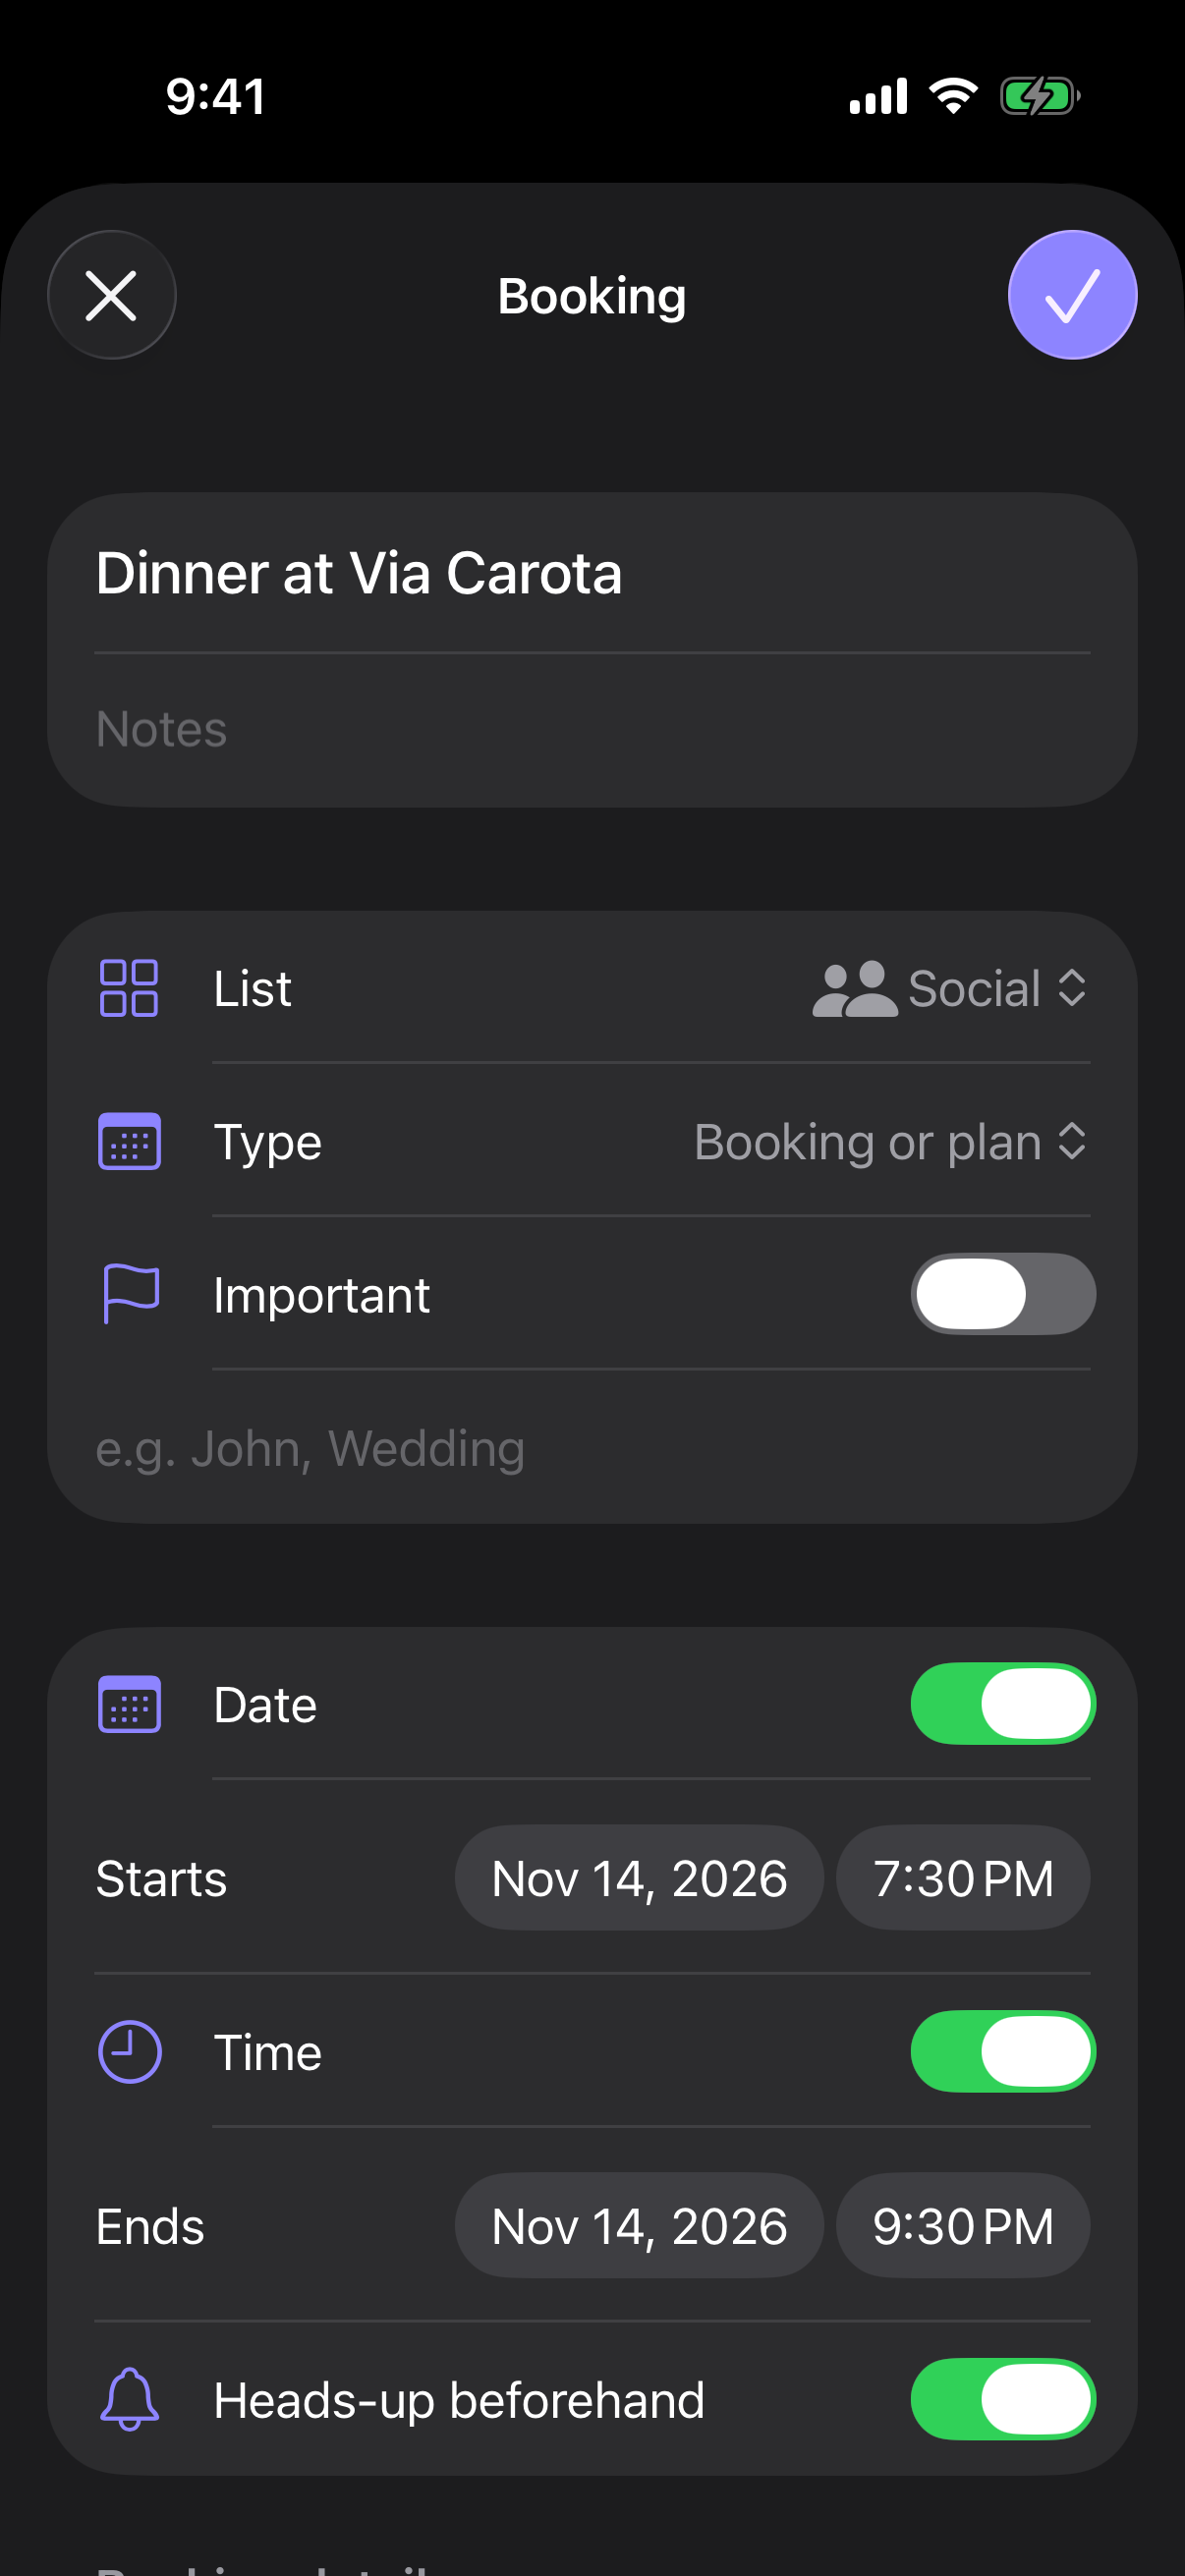 9:41
Booking
Dinner at Via Carota
Notes
List Social
Type Booking or plan
Important
e.g. John, Wedding
Date
Starts Nov 14, 2026 7:30 PM
Time
Ends Nov 14, 2026 9:30 PM
Heads-up beforehand